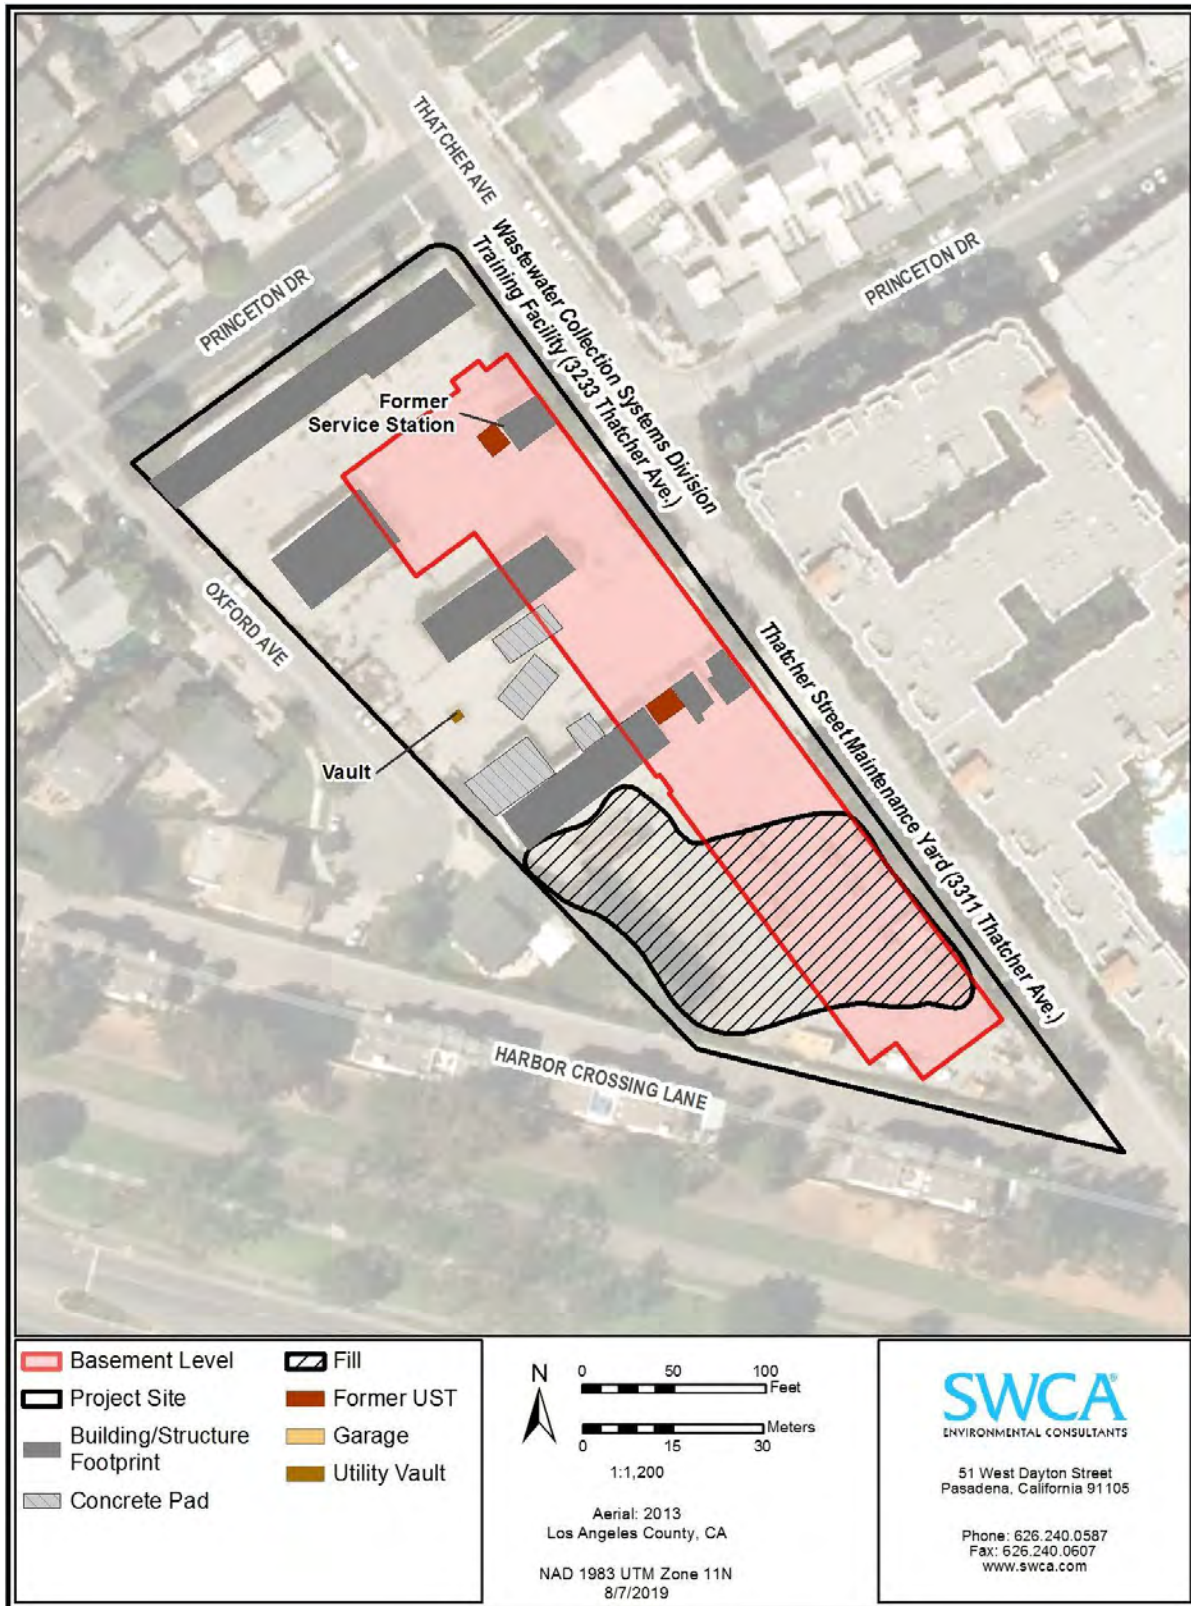 THATCHER AVE
Wastewater Collection Systems Division
Training Facility (3233 Thatcher Ave.)
PRINCETON DR
PRINCETON DR
Former
Service Station
OXFORD AVE
Thatcher Street Maintenance Yard (3311 Thatcher Ave.)
Vault
HARBOR CROSSING LANE
Basement Level
Project Site
Building/Structure
Footprint
Concrete Pad
Fill
Former UST
Garage
Utility Vault
N
0 50 100
Feet
Meters
0 15 30
1:1,200
Aerial: 2013
Los Angeles County, CA
NAD 1983 UTM Zone 11N
8/7/2019
SWCA®
ENVIRONMENTAL CONSULTANTS
51 West Dayton Street
Pasadena, California 91105
Phone: 626.240.0587
Fax: 626.240.0607
www.swca.com